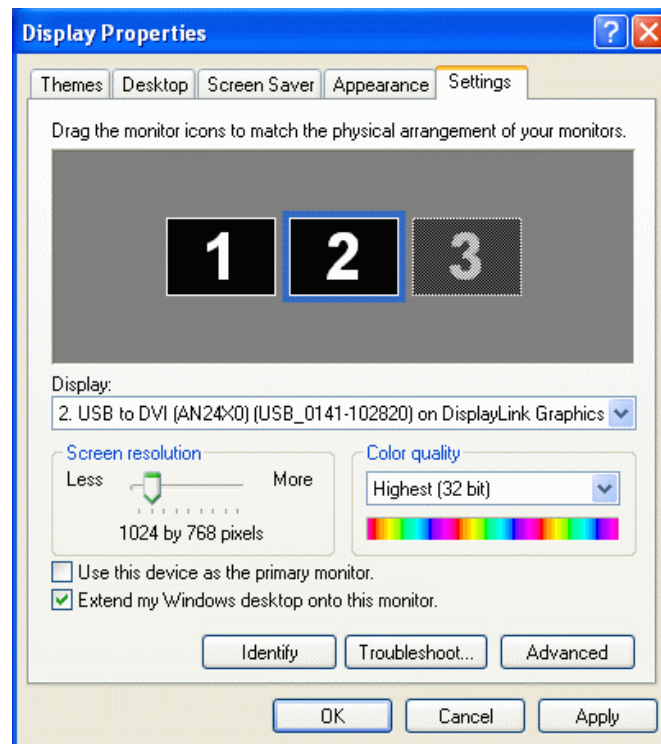 Display Properties
Themes Desktop Screen Saver Appearance Settings
Drag the monitor icons to match the physical arrangement of your monitors.
1 2 3
Display:
2. USB to DVI (AN24X0) (USB_0141-102820) on DisplayLink Graphics
Screen resolution Color quality
Less More Highest (32 bit)
1024 by 768 pixels
Use this device as the primary monitor.
Extend my Windows desktop onto this monitor.
Identify Troubleshoot... Advanced
OK Cancel Apply